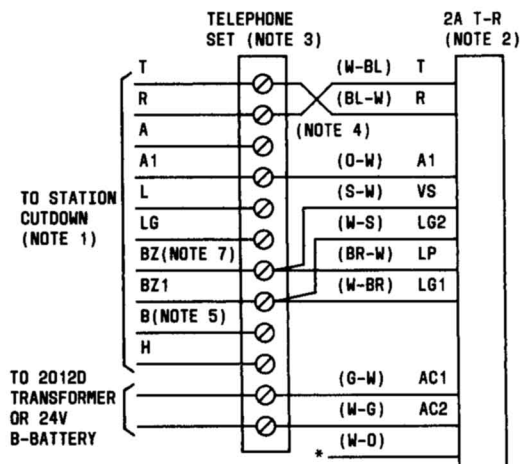 TELEPHONE
SET (NOTE 3)
2A T-R
(NOTE 2)
T
(W-BL) T
R
(BL-W) R
A
(NOTE 4)
A1
(O-W) A1
L
(S-W) VS
TO STATION
CUTDOWN
(NOTE 1)
LG
(W-S) LG2
BZ(NOTE 7)
(BR-W) LP
BZ1
(W-BR) LG1
B(NOTE 5)
H
TO 2012D
TRANSFORMER
OR 24V
B-BATTERY
(G-W) AC1
(W-G) AC2
(W-O)
*